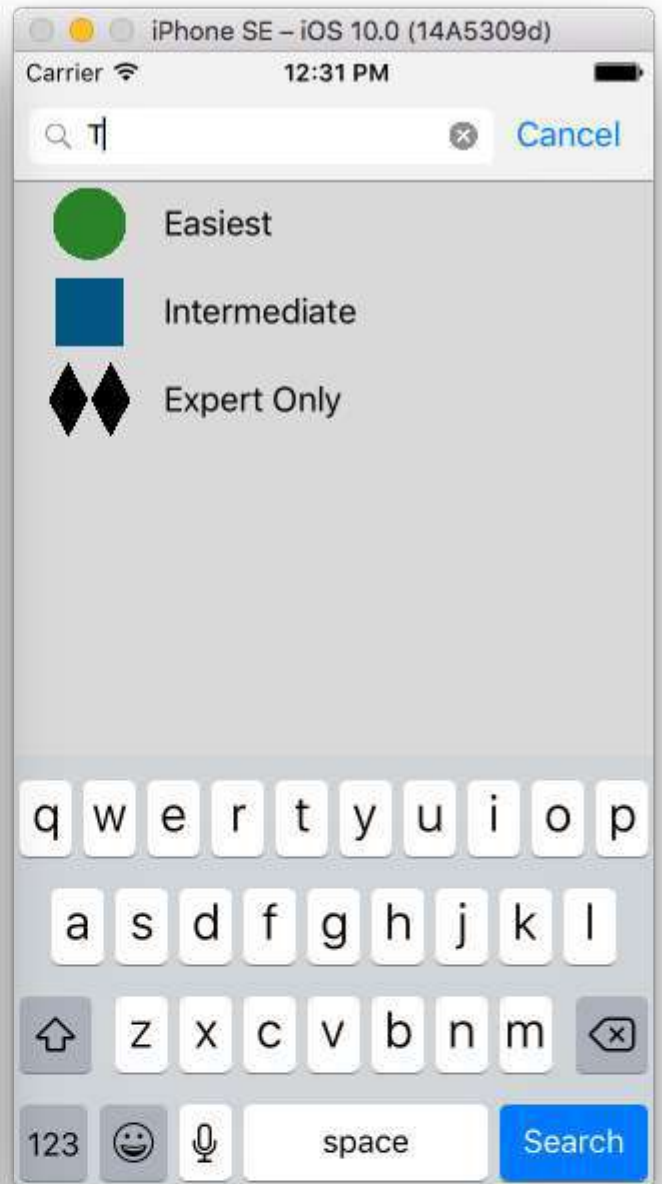 iPhone SE – iOS 10.0 (14A5309d)
Carrier 12:31 PM
T Cancel
Easiest
Intermediate
Expert Only
q w e r t y u i o p
a s d f g h j k l
z x c v b n m
123 space Search